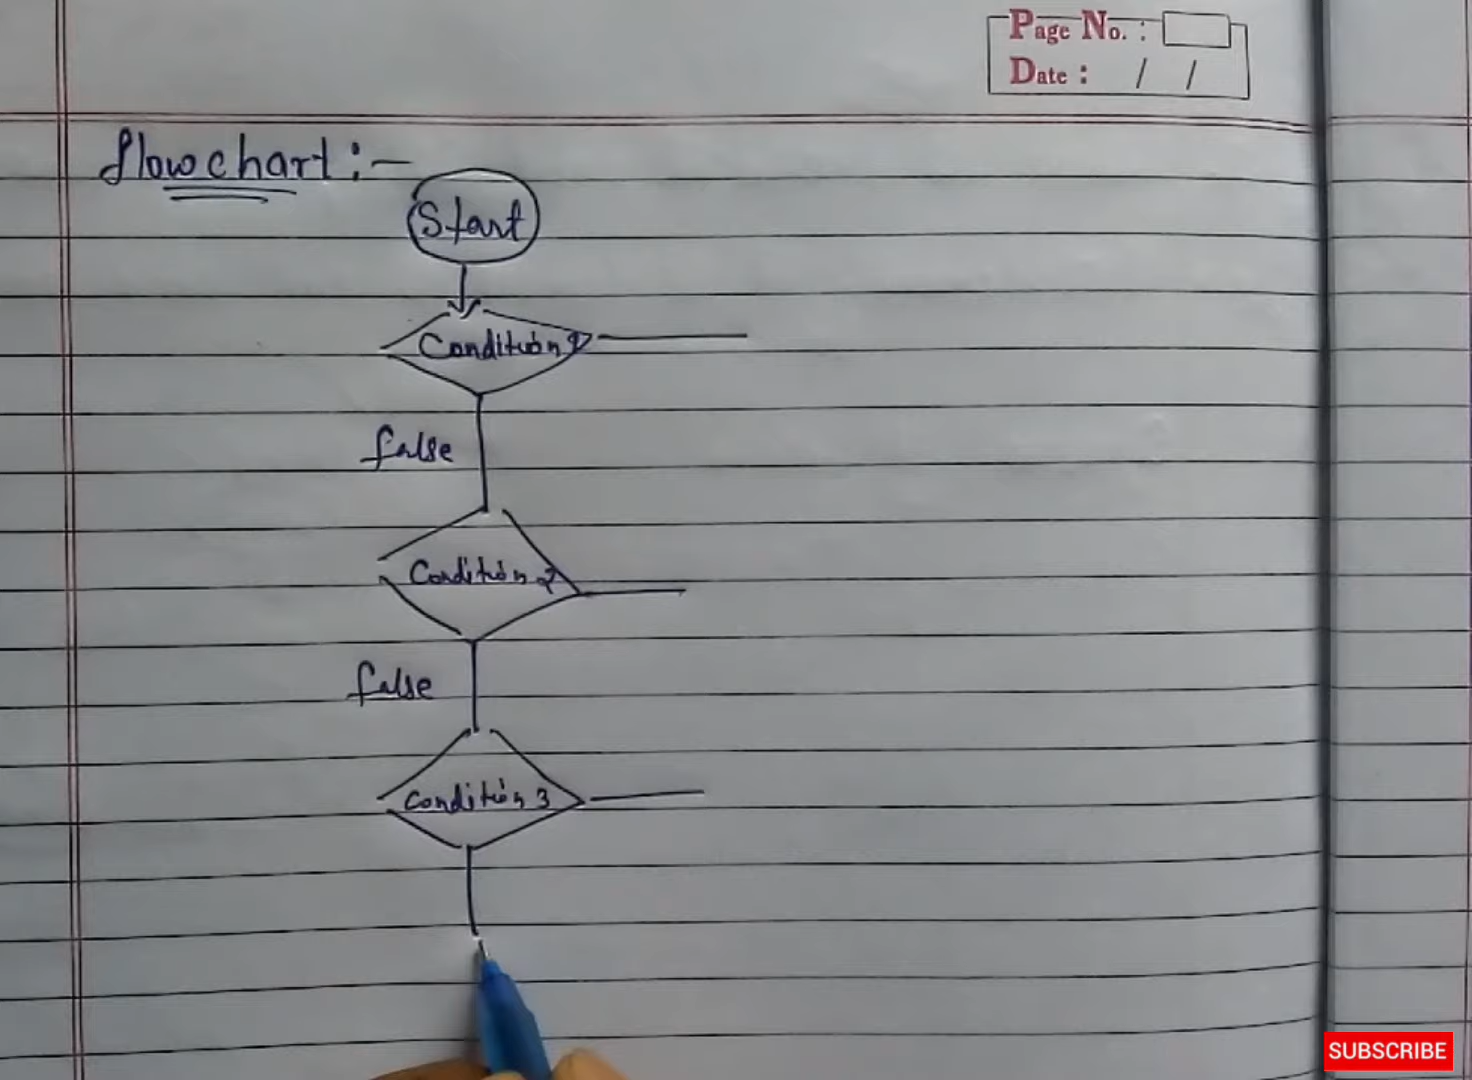 Page No. :
Date : / /
flowchart :-
Start
Condition 1
false
Condition 2
false
Condition 3
SUBSCRIBE